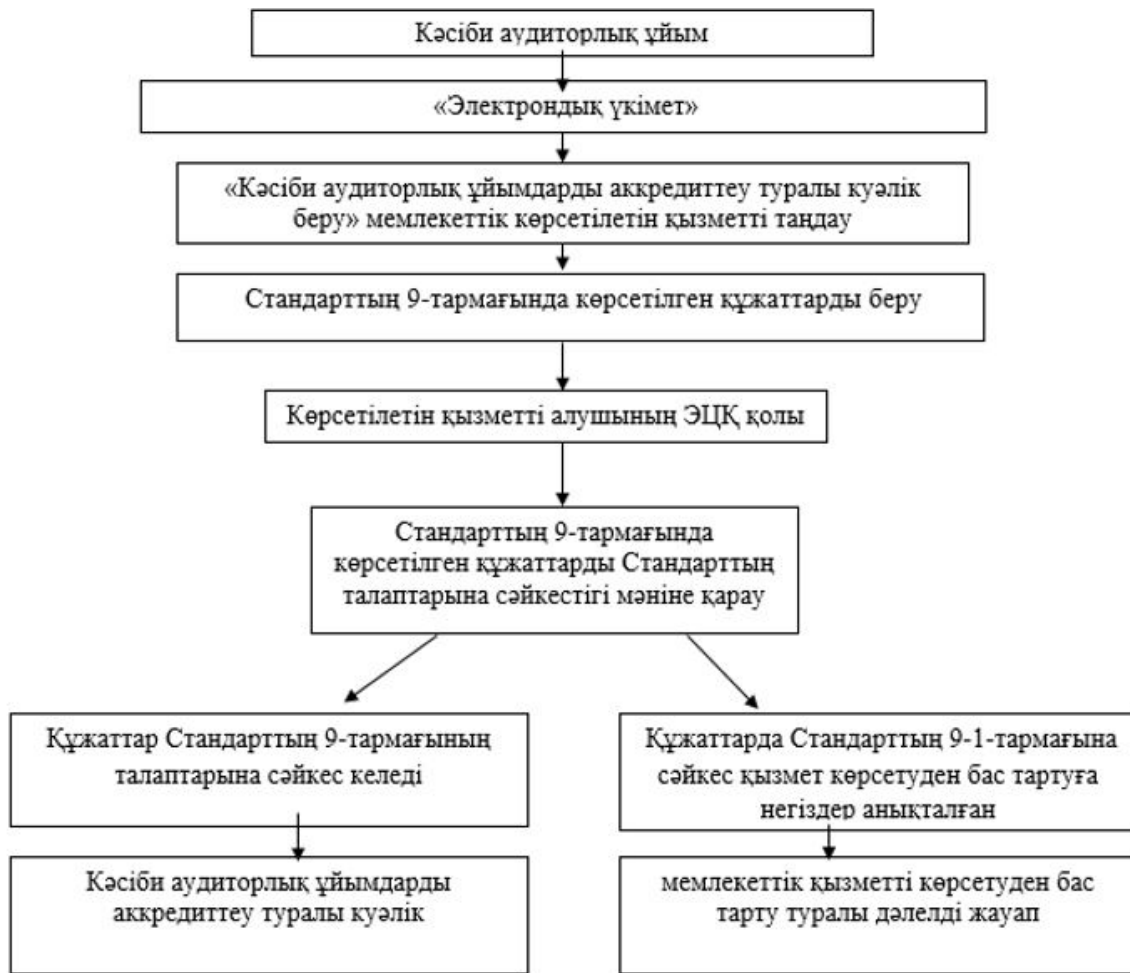 Кәсіби аудиторлық ұйым
«Электрондық үкімет»
«Кәсіби аудиторлық ұйымдарды аккредиттеу туралы куәлік
беру» мемлекеттік көрсетілетін қызметті таңдау
Стандарттың 9-тармағында көрсетілген құжаттарды беру
Көрсетілетін қызметті алушының ЭЦҚ қолы
Стандарттың 9-тармағында
көрсетілген құжаттарды Стандарттың
талаптарына сәйкестігі мәніне қарау
Құжаттар Стандарттың 9-тармағының
талаптарына сәйкес келеді
Құжаттарда Стандарттың 9-1-тармағына
сәйкес қызмет көрсетуден бас тартуға
негіздер анықталған
Кәсіби аудиторлық ұйымдарды
аккредиттеу туралы куәлік
мемлекеттік қызметті көрсетуден бас
тарту туралы дәлелді жауап